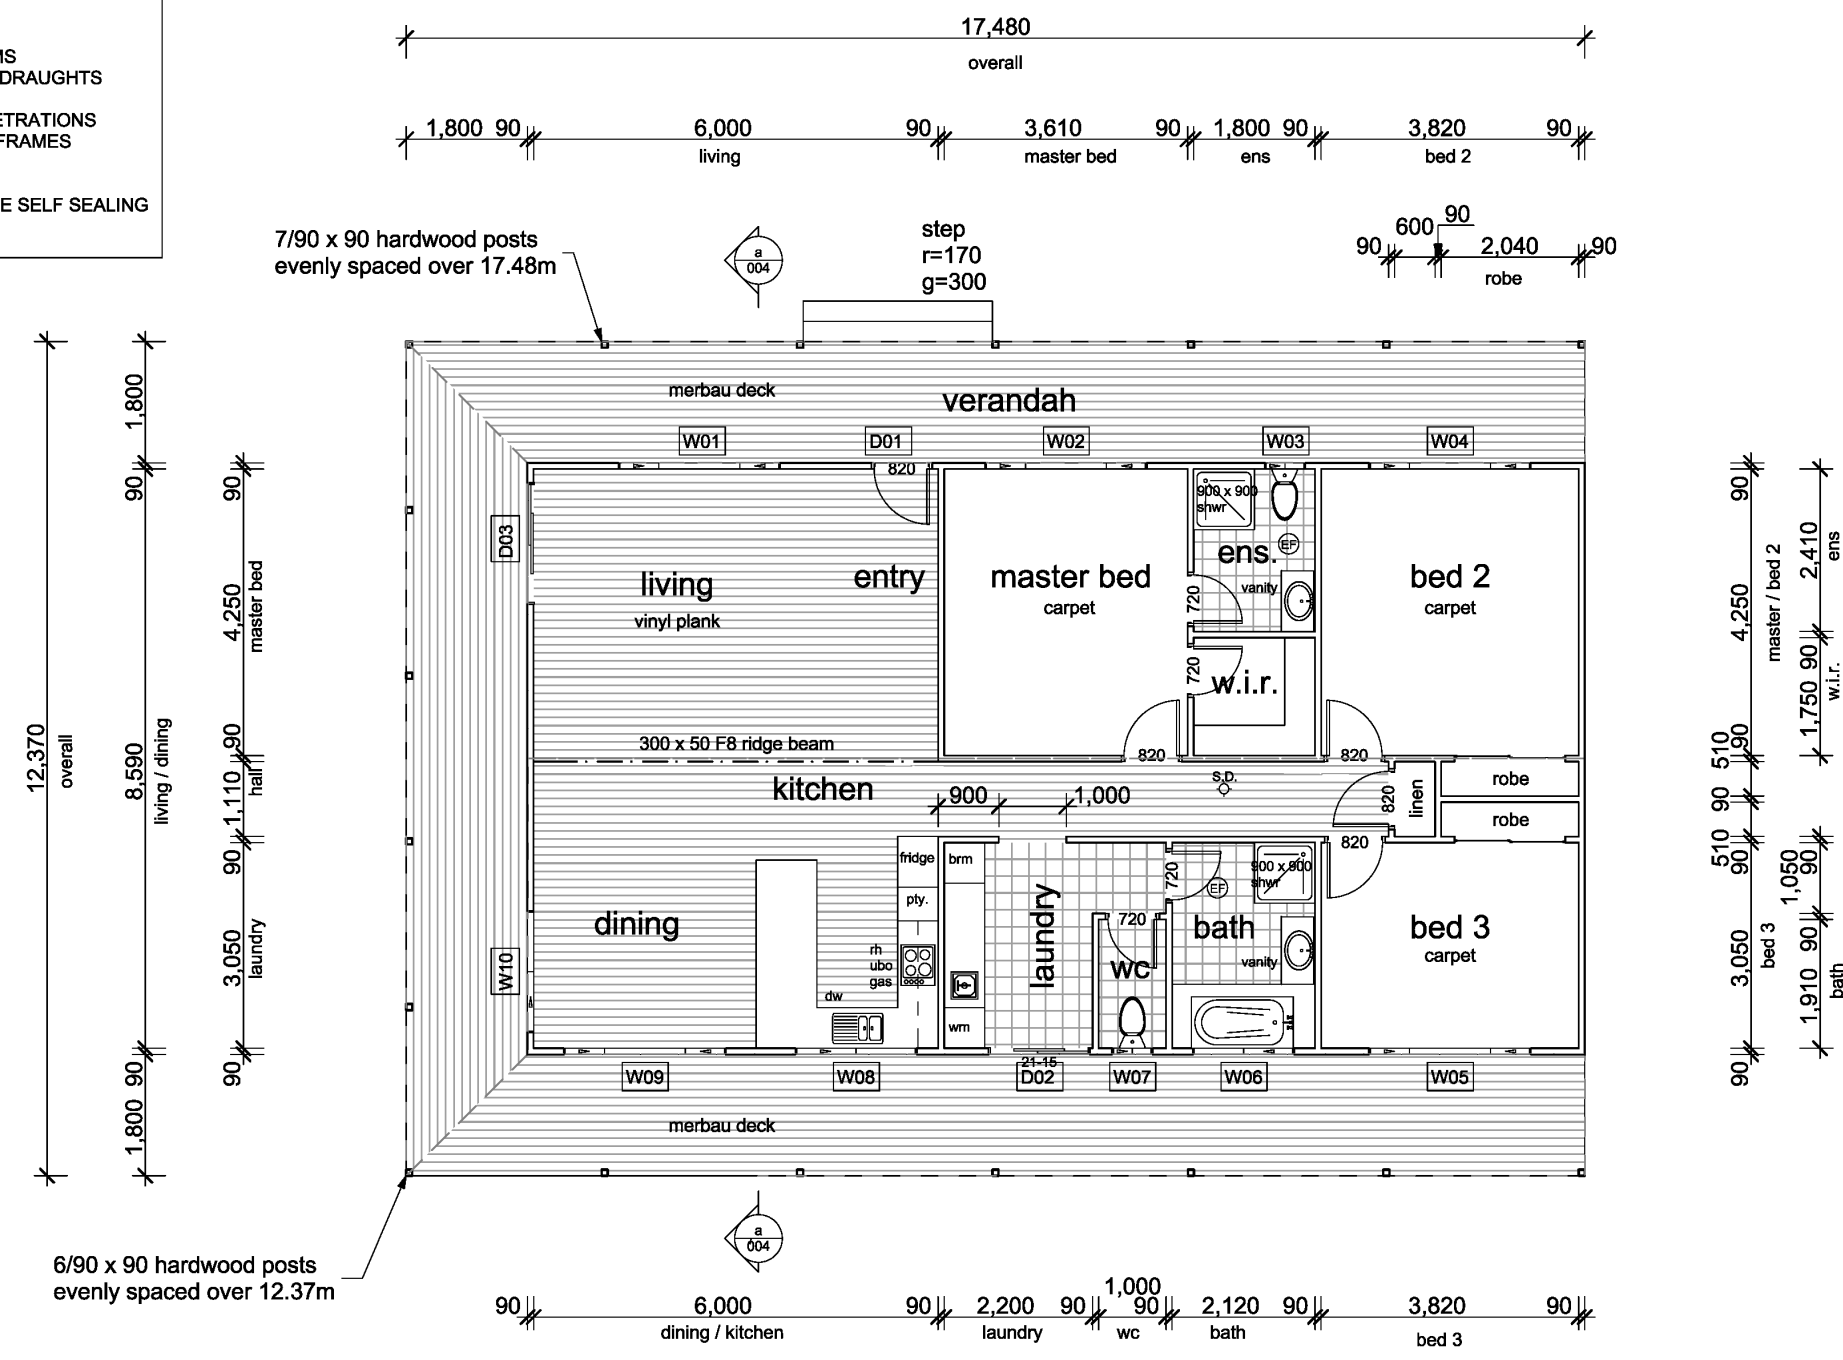 MS
DRAUGHTS
ETRATIONS
FRAMES
E SELF SEALING
17,480
overall
1,800 90 6,000 90 3,610 90 1,800 90 3,820 90
living master bed ens bed 2
90 600 90 2,040 90
robe
7/90 x 90 hardwood posts
evenly spaced over 17.48m
a
004
step
r=170
g=300
12,370
overall
1,800 90 8,590 90 1,800
living / dining
90 4,250 90 1,110 90 3,050 90
master bed hall laundry
merbau deck
verandah
W01 D01 W02 W03 W04
820
D03
living
vinyl plank
entry
master bed
carpet
900 x 900
shwr
ens.
EF
vanity
720
bed 2
carpet
720
w.i.r.
300 x 50 F8 ridge beam
820
820
kitchen
900 1,000
S.D.
820
linen
robe
robe
820
fridge
pty.
rh
ubo
gas
dw
brm
wm
laundry
720
wc
720
EF
900 x 900
shwr
bath
vanity
dining
bed 3
carpet
W10
21-15
W09 W08 D02 W07 W06 W05
merbau deck
90 4,250 90 510 90 510 90 3,050 90
master / bed 2 bed 3
2,410 90 1,750
ens w.i.r.
90 1,050 90 1,910
bath
a
004
6/90 x 90 hardwood posts
evenly spaced over 12.37m
90 6,000 90 2,200 90 1,000 90 2,120 90 3,820 90
dining / kitchen laundry wc bath bed 3